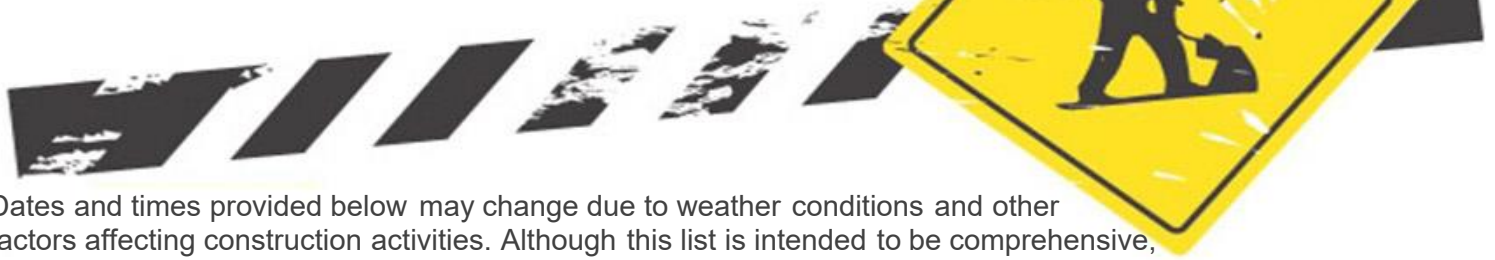 Dates and times provided below may change due to weather conditions and other
actors affecting construction activities. Although this list is intended to be comprehensive,